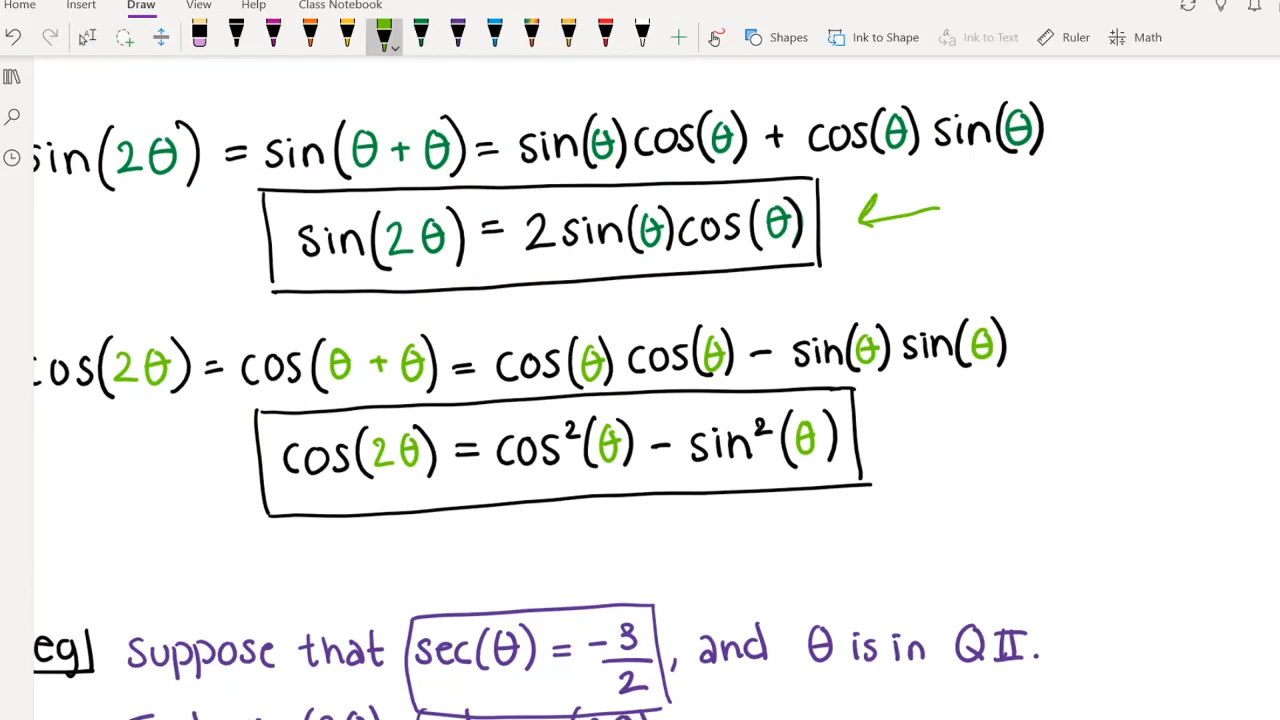 Home Insert Draw View Help Class Notebook
Shapes Ink to Shape Ink to Text Ruler Math
sin(2θ) = sin(θ + θ) = sin(θ)cos(θ) + cos(θ) sin(θ)
sin(2θ) = 2sin(θ)cos(θ)
cos(2θ) = cos(θ + θ) = cos(θ) cos(θ) - sin(θ) sin(θ)
cos(2θ) = cos²(θ) - sin²(θ)
eg] Suppose that sec(θ) = -3/2, and θ is in QII.